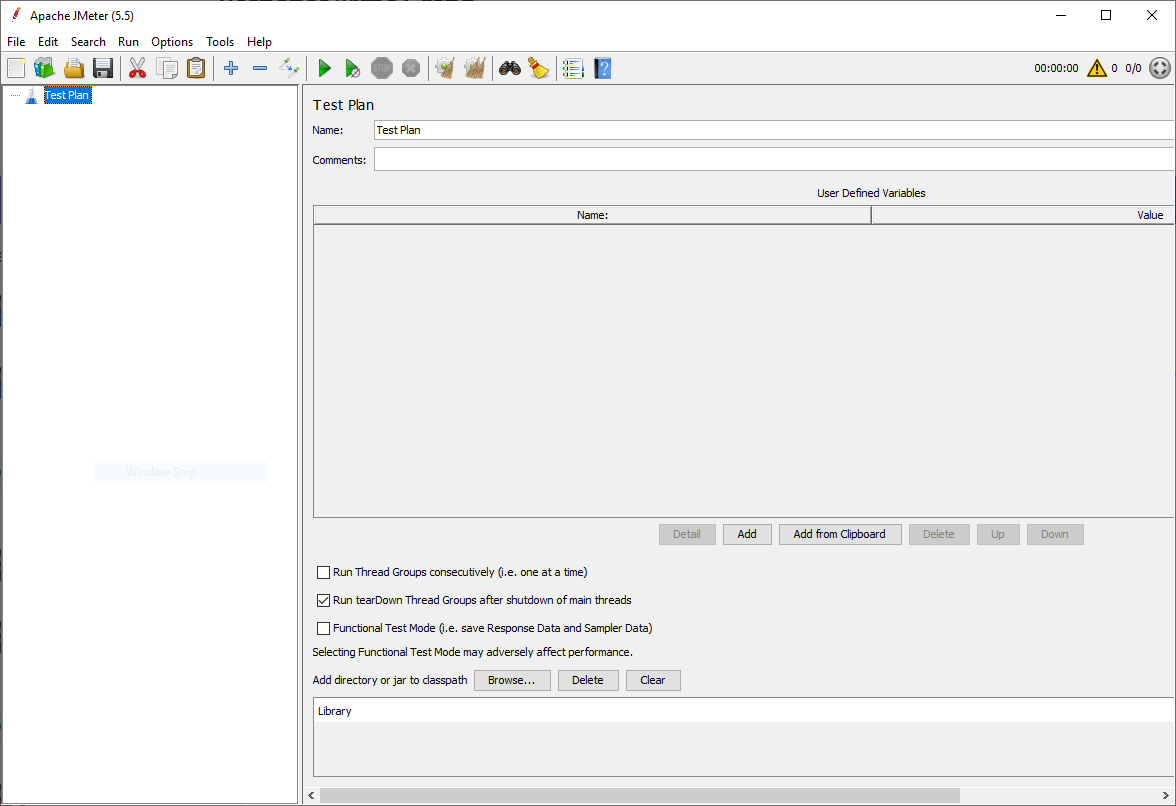 Apache JMeter (5.5)
File Edit Search Run Options Tools Help
STOP
00:00:00 0 0/0
Test Plan
Test Plan
Name: Test Plan
Comments:
User Defined Variables
Name: Value
Window Snip
Detail Add Add from Clipboard Delete Up Down
Run Thread Groups consecutively (i.e. one at a time)
Run tearDown Thread Groups after shutdown of main threads
Functional Test Mode (i.e. save Response Data and Sampler Data)
Selecting Functional Test Mode may adversely affect performance.
Add directory or jar to classpath Browse... Delete Clear
Library